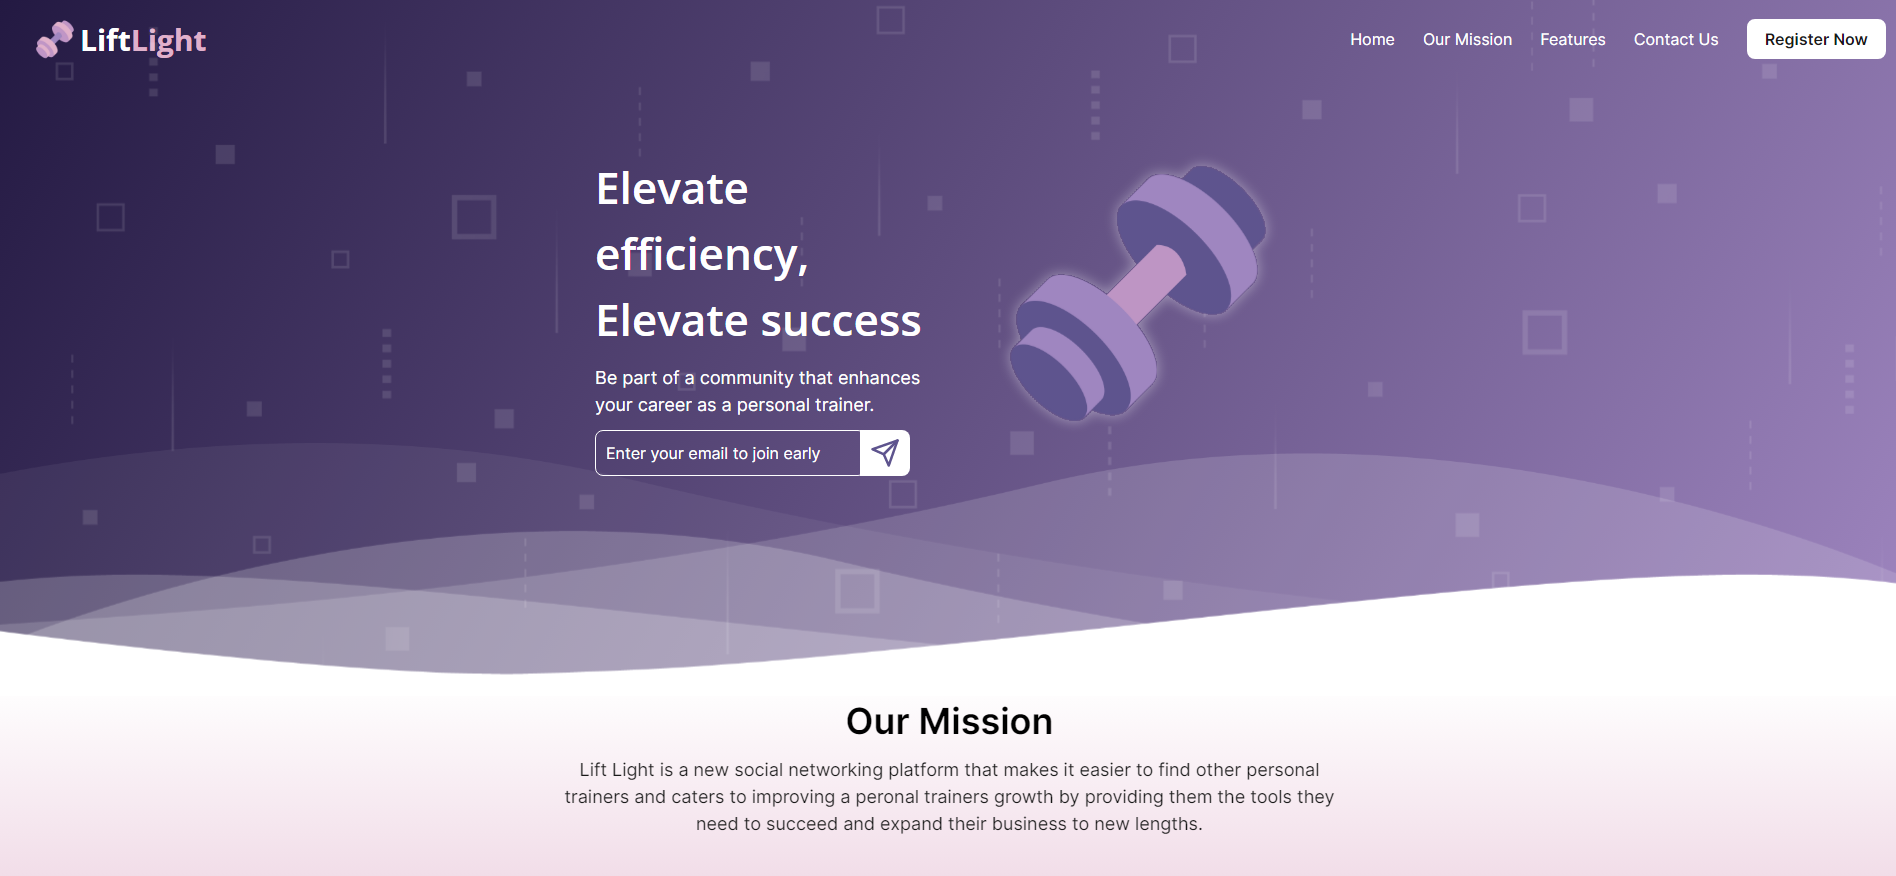 LiftLight
Home
Our Mission
Features
Contact Us
Register Now
Elevate
efficiency,
Elevate success
Be part of a community that enhances
your career as a personal trainer.
Enter your email to join early
Our Mission
Lift Light is a new social networking platform that makes it easier to find other personal
trainers and caters to improving a peronal trainers growth by providing them the tools they
need to succeed and expand their business to new lengths.